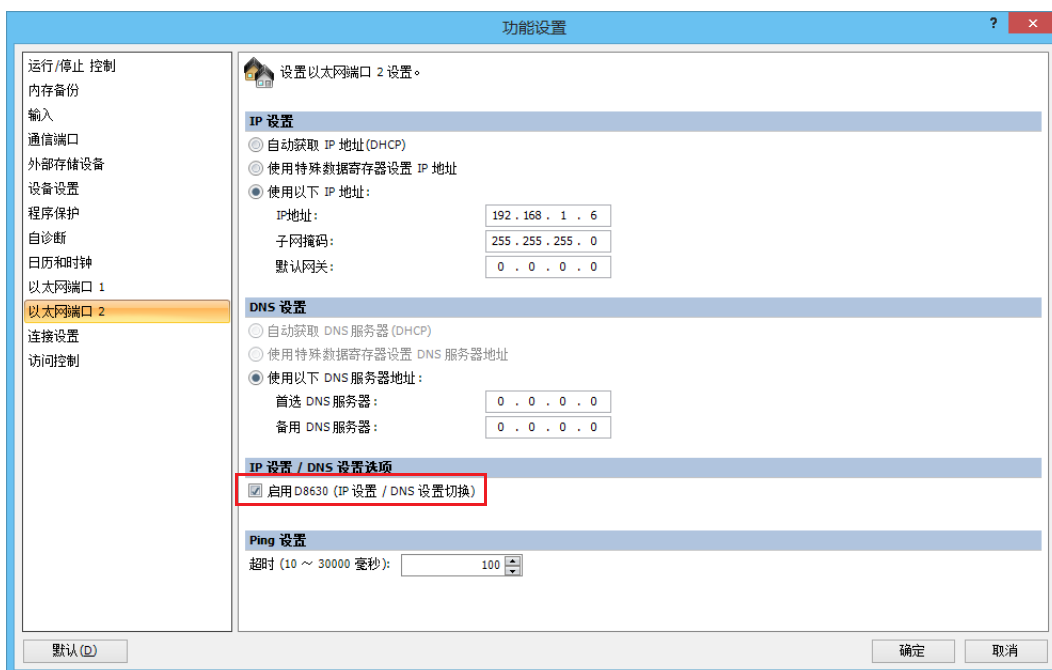 功能设置
?
运行/停止 控制
内存备份
输入
通信端口
外部存储设备
设备设置
程序保护
自诊断
日历和时钟
以太网端口 1
以太网端口 2
连接设置
访问控制
设置以太网端口 2 设置。
IP 设置
自动获取 IP 地址(DHCP)
使用特殊数据寄存器设置 IP 地址
使用以下 IP 地址:
IP地址: 192 . 168 . 1 . 6
子网掩码: 255 . 255 . 255 . 0
默认网关: 0 . 0 . 0 . 0
DNS 设置
自动获取 DNS 服务器 (DHCP)
使用特殊数据寄存器设置 DNS 服务器地址
使用以下 DNS 服务器地址:
首选 DNS 服务器: 0 . 0 . 0 . 0
备用 DNS 服务器: 0 . 0 . 0 . 0
IP 设置 / DNS 设置选项
启用 D8630 (IP 设置 / DNS 设置切换)
Ping 设置
超时 (10 ~ 30000 毫秒): 100
默认(D)
确定
取消